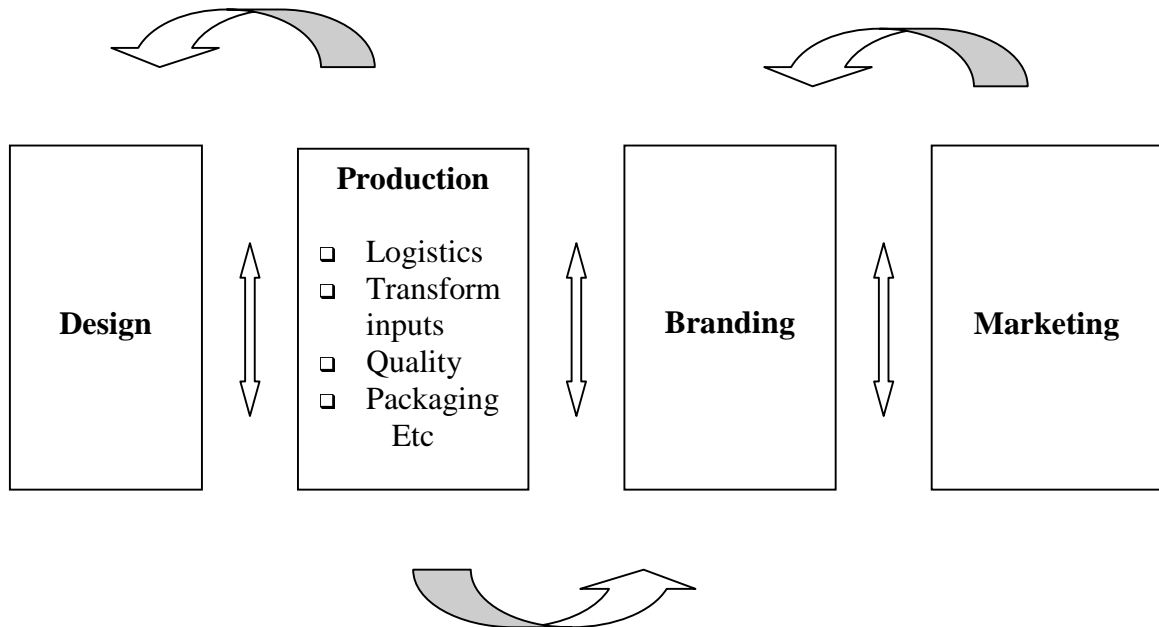 Design
Production
Logistics
Transform
inputs
Quality
Packaging
Etc
Branding
Marketing